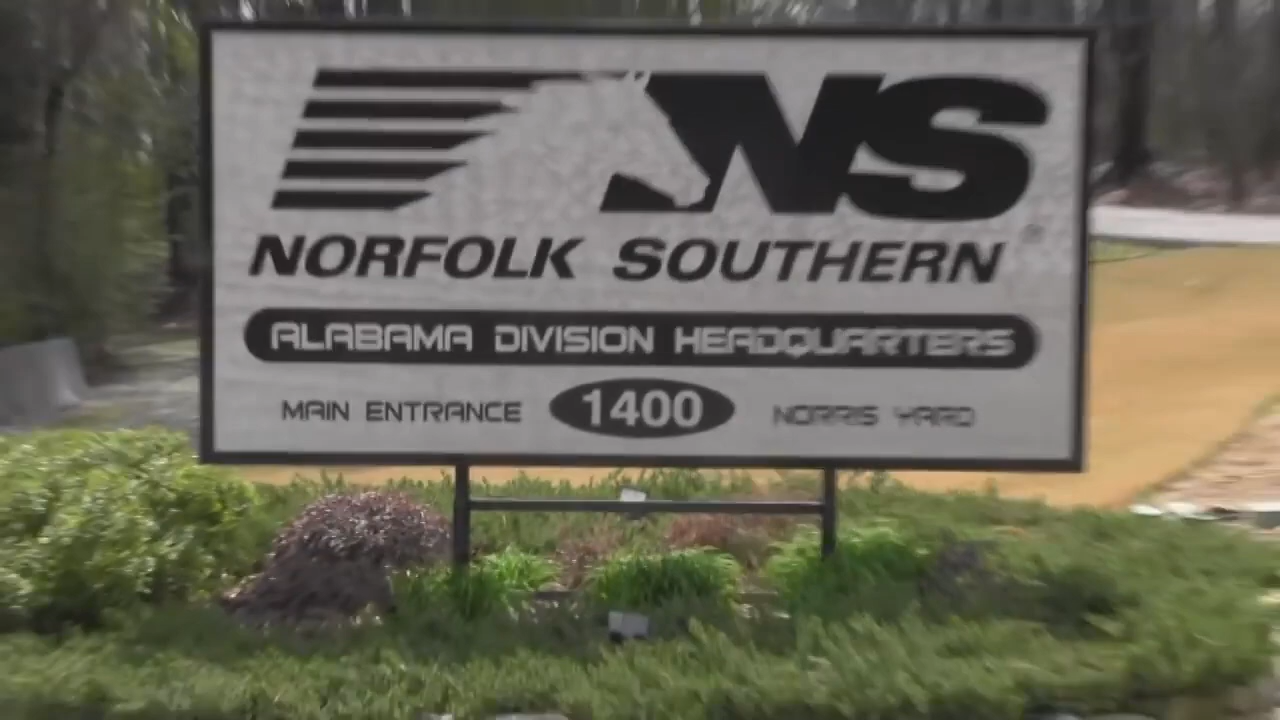 NS
NORFOLK SOUTHERN
ALABAMA DIVISION HEADQUARTERS
MAIN ENTRANCE 1400 NORRIS YARD